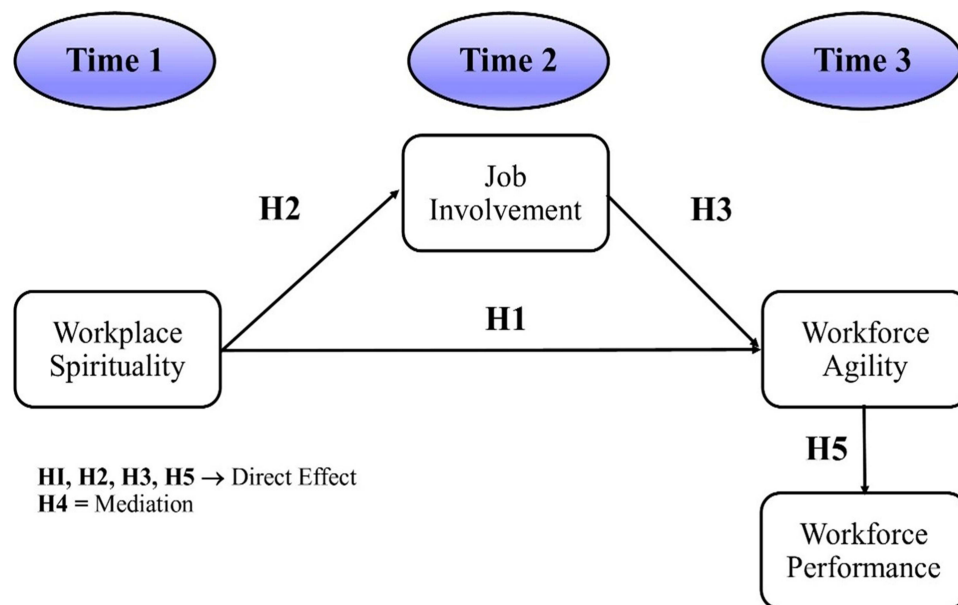 Time 1
Time 2
Time 3
Job
Involvement
H2
H3
H1
Workplace
Spirituality
Workforce
Agility
H5
HI, H2, H3, H5 → Direct Effect
H4 = Mediation
Workforce
Performance